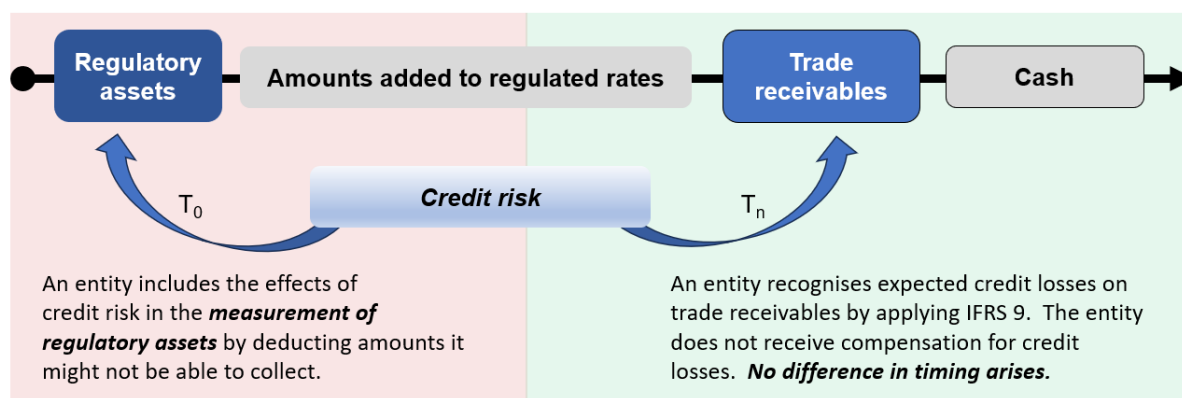 Regulatory
assets
Amounts added to regulated rates
Trade
receivables
Cash
Credit risk
T0
Tn
An entity includes the effects of
credit risk in the measurement of
regulatory assets by deducting amounts it
might not be able to collect.
An entity recognises expected credit losses on
trade receivables by applying IFRS 9.  The entity
does not receive compensation for credit
losses.  No difference in timing arises.